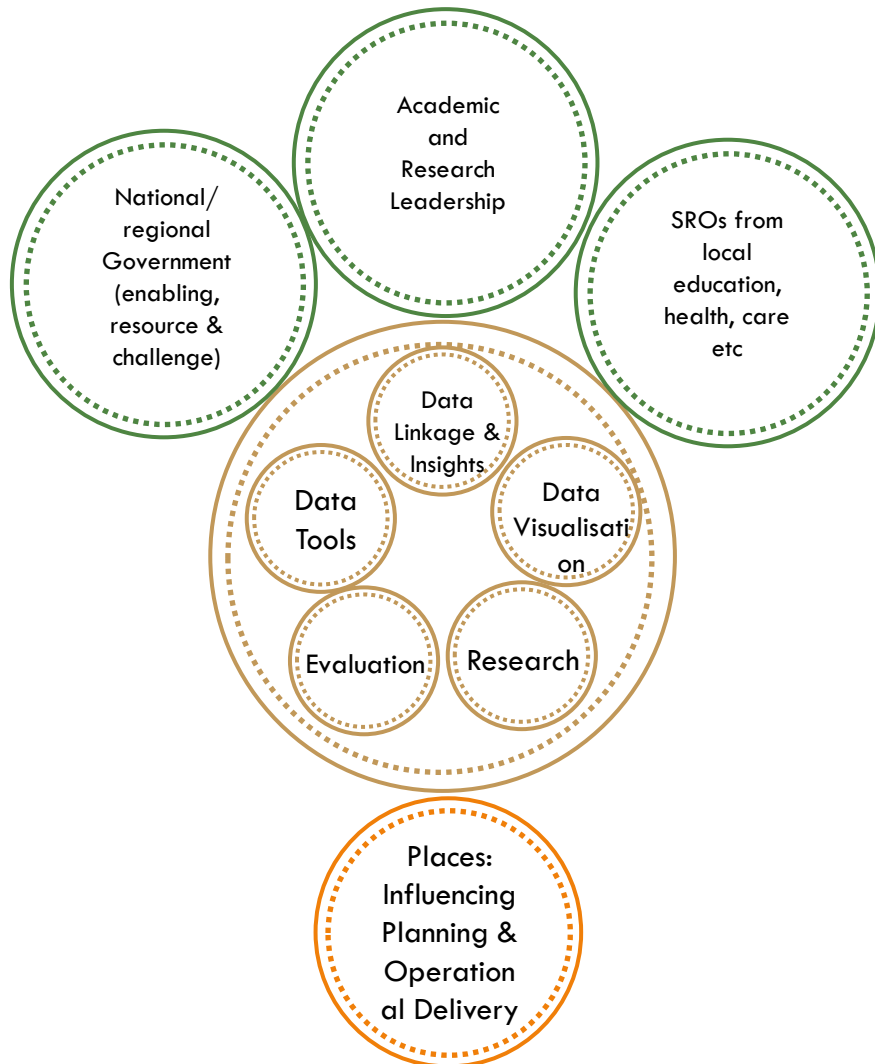 Academic
and
Research
Leadership
National/
regional
Government
(enabling,
resource &
challenge)
SROs from
local
education,
health, care
etc
Data
Linkage &
Insights
Data
Tools
Data
Visualisati
on
Evaluation
Research
Places:
Influencing
Planning &
Operation
al Delivery